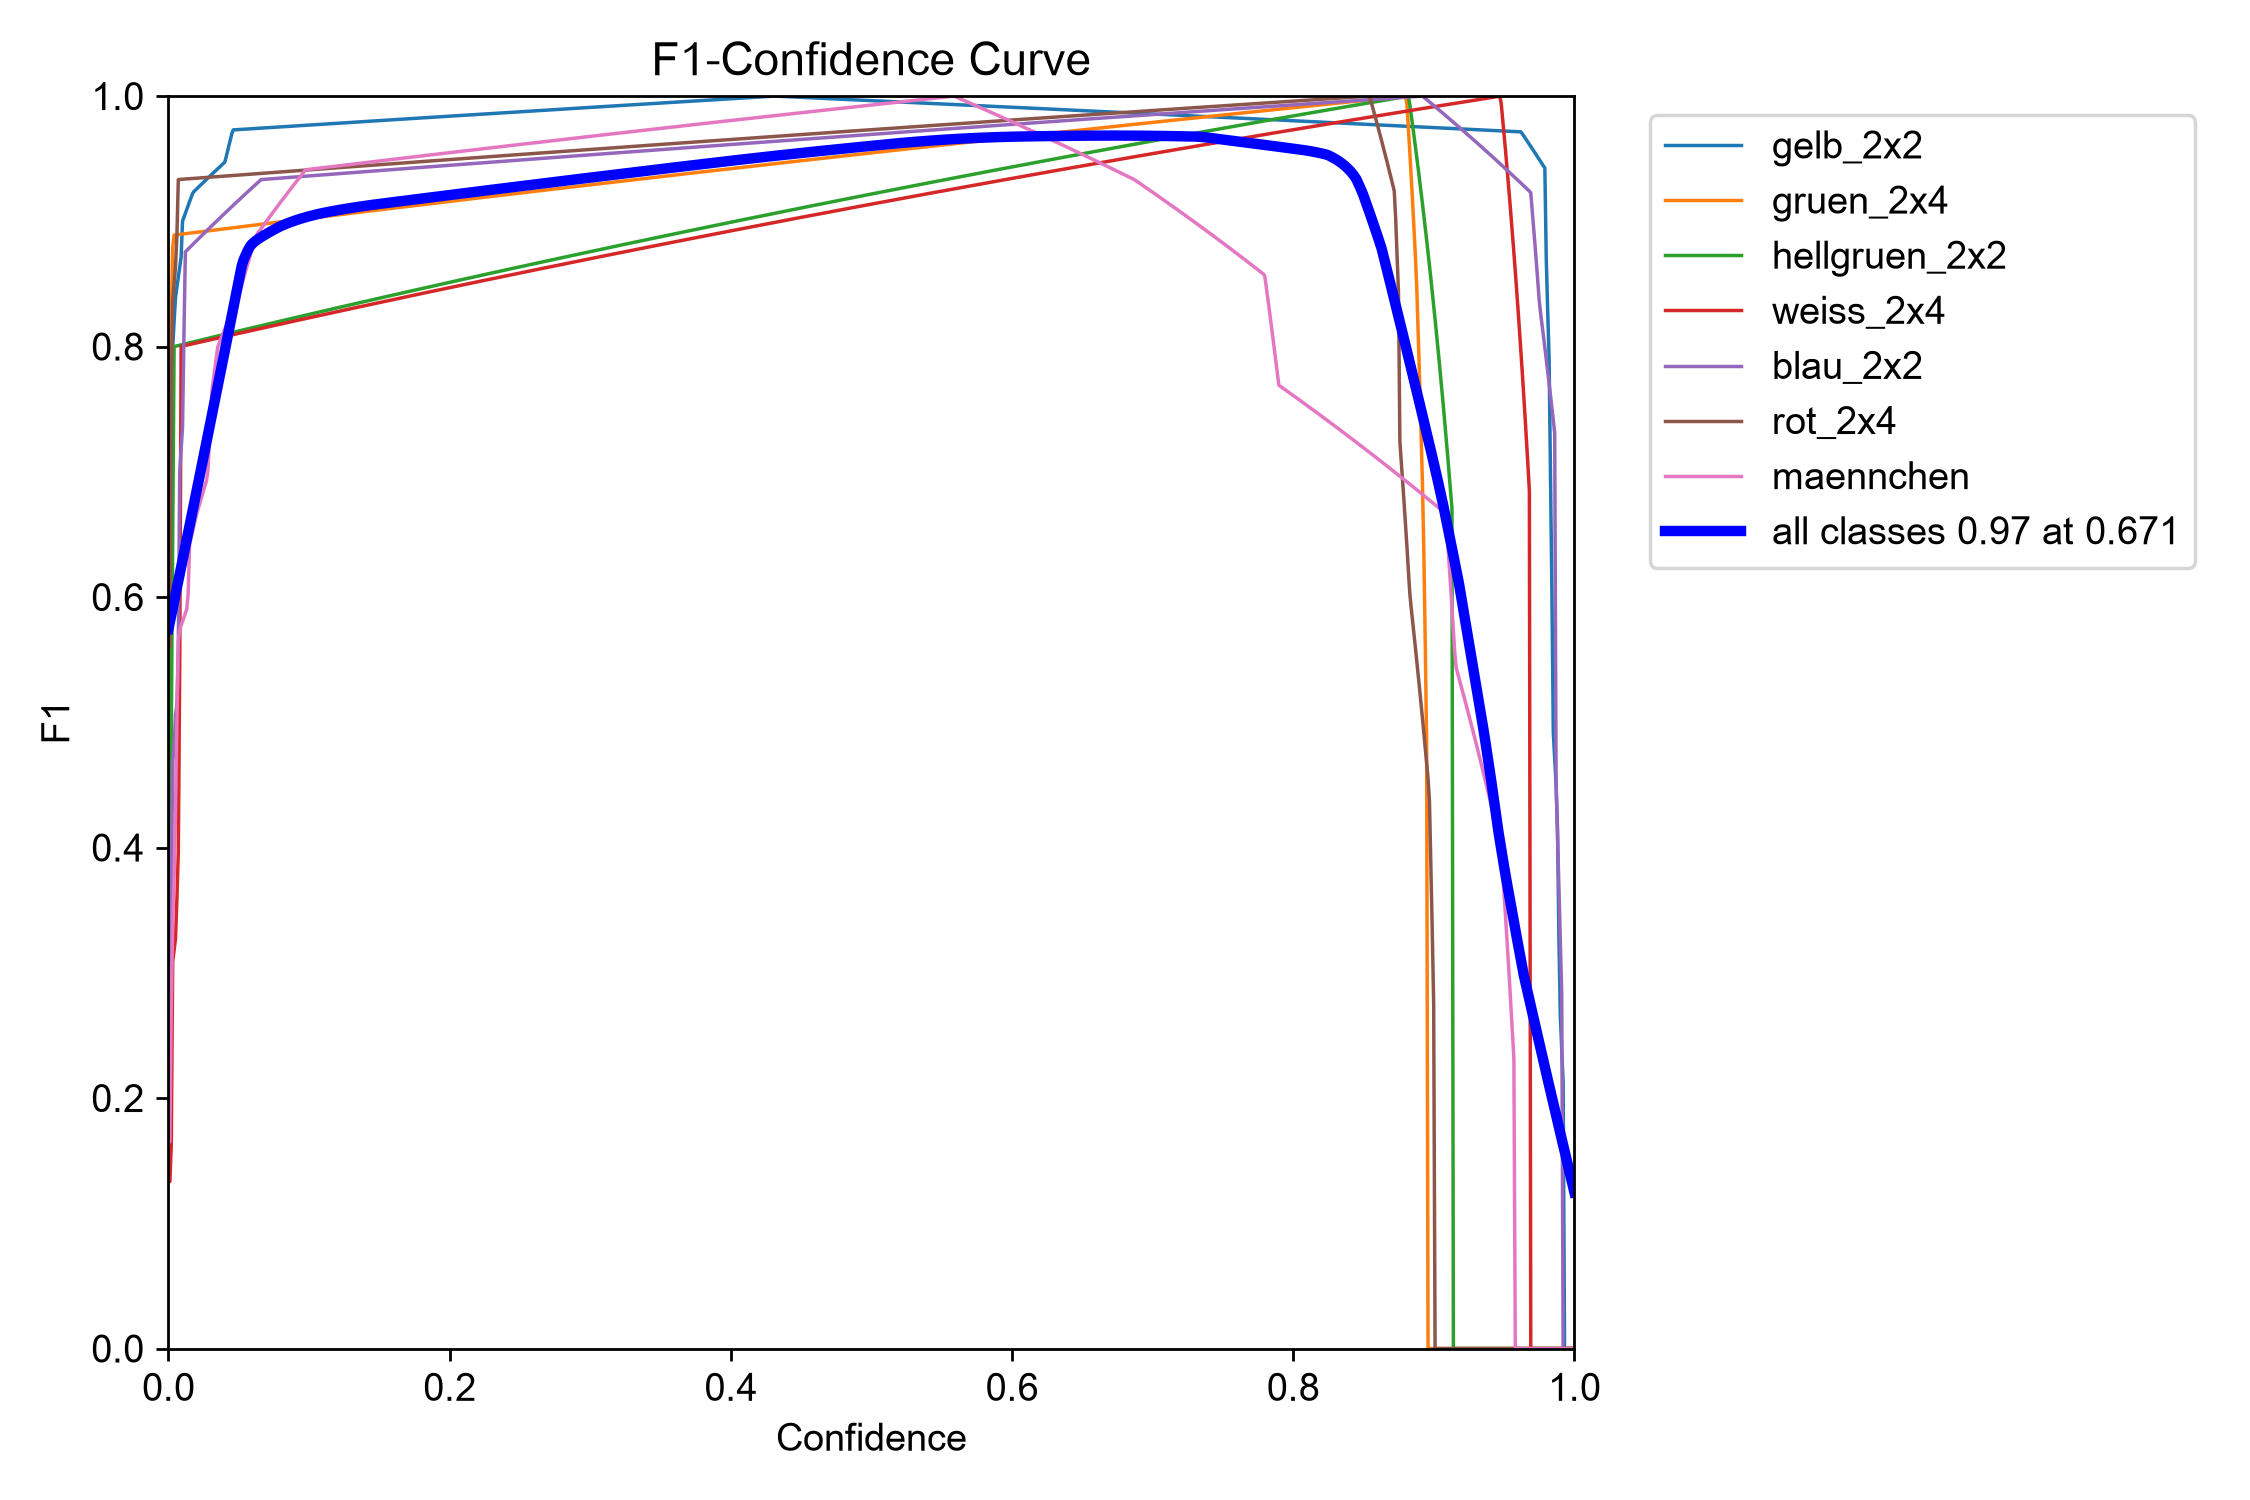 F1-Confidence Curve
1.0
0.8
0.6
0.4
0.2
0.0
F1
0.0 0.2 0.4 0.6 0.8 1.0
Confidence
gelb_2x2
gruen_2x4
hellgruen_2x2
weiss_2x4
blau_2x2
rot_2x4
maennchen
all classes 0.97 at 0.671